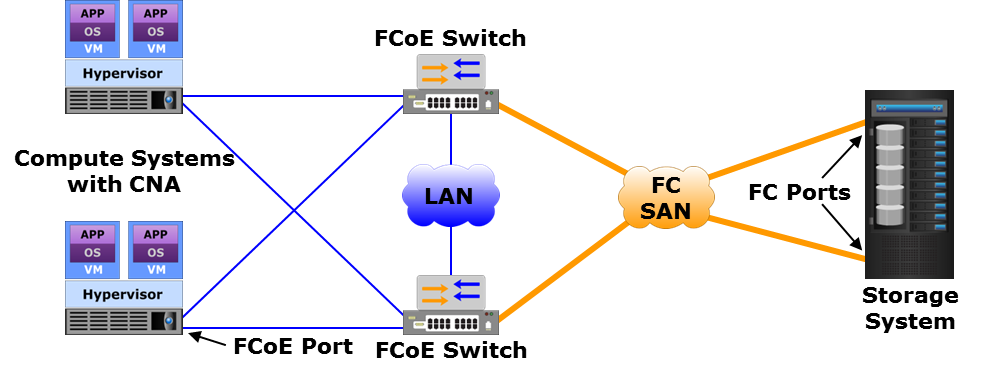 APP APP
OS OS
VM VM
Hypervisor
FCoE Switch
Compute Systems
with CNA
LAN
FC
SAN
FC Ports
APP APP
OS OS
VM VM
Hypervisor
FCoE Port
FCoE Switch
Storage
System